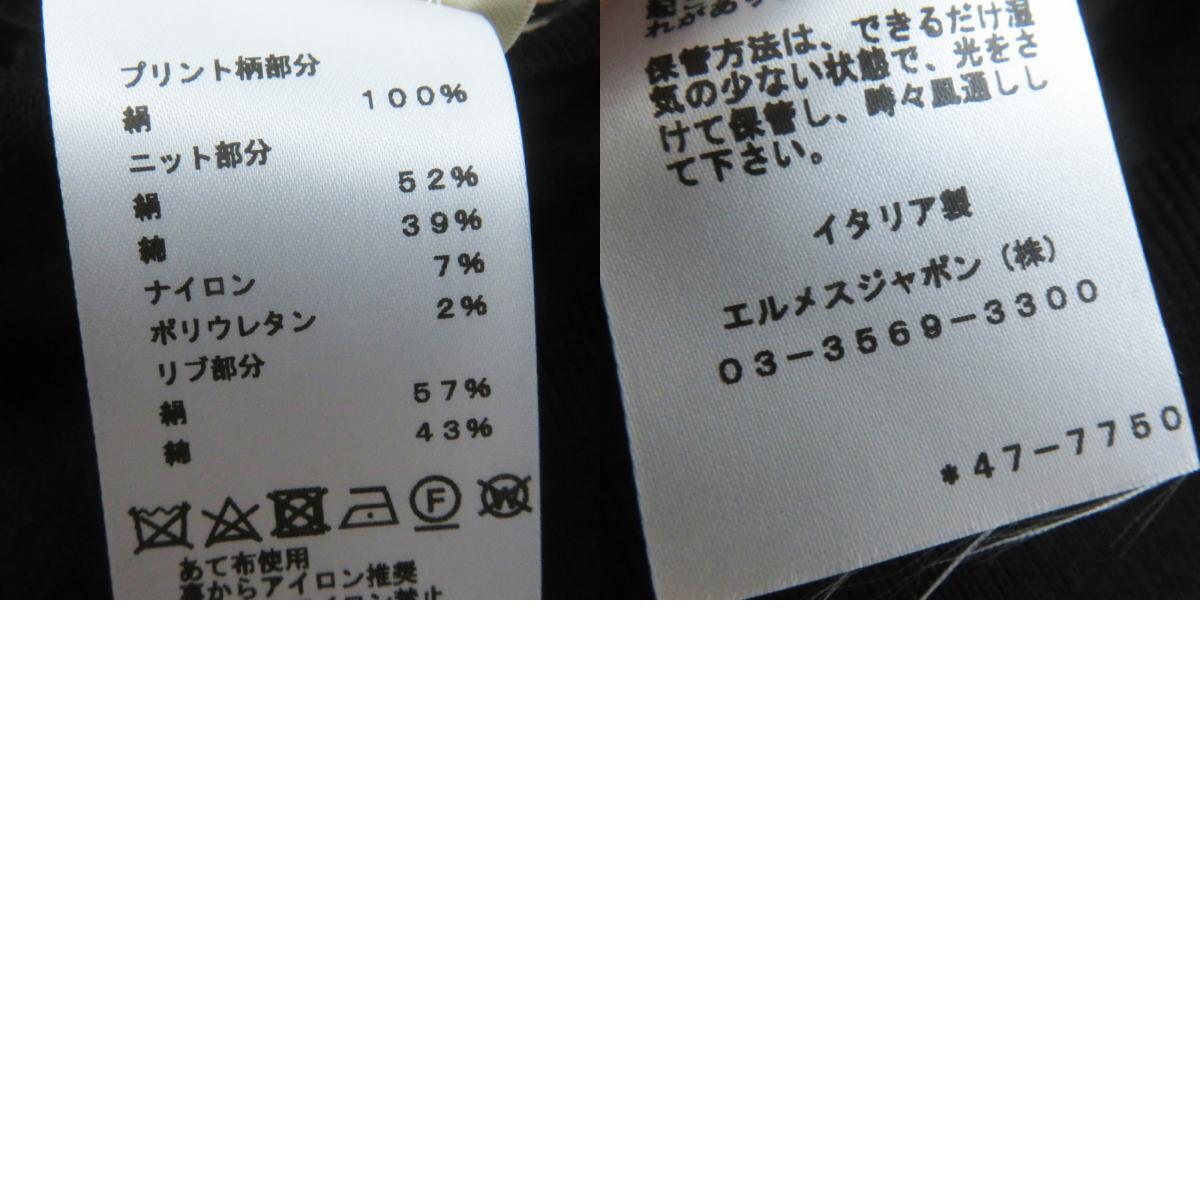 プリント柄部分
絹 １００％
ニット部分
絹 ５２％
綿 ３９％
ナイロン ７％
ポリウレタン ２％
リブ部分
絹 ５７％
綿 ４３％
F
W
あて布使用
裏からアイロン推奨
れがあり
保管方法は、できるだけ湿
気の少ない状態で、光をさ
けて保管し、時々風通しし
て下さい。
イタリア製
エルメスジャポン（株）
０３－３５６９－３３００
＊４７－７７５０